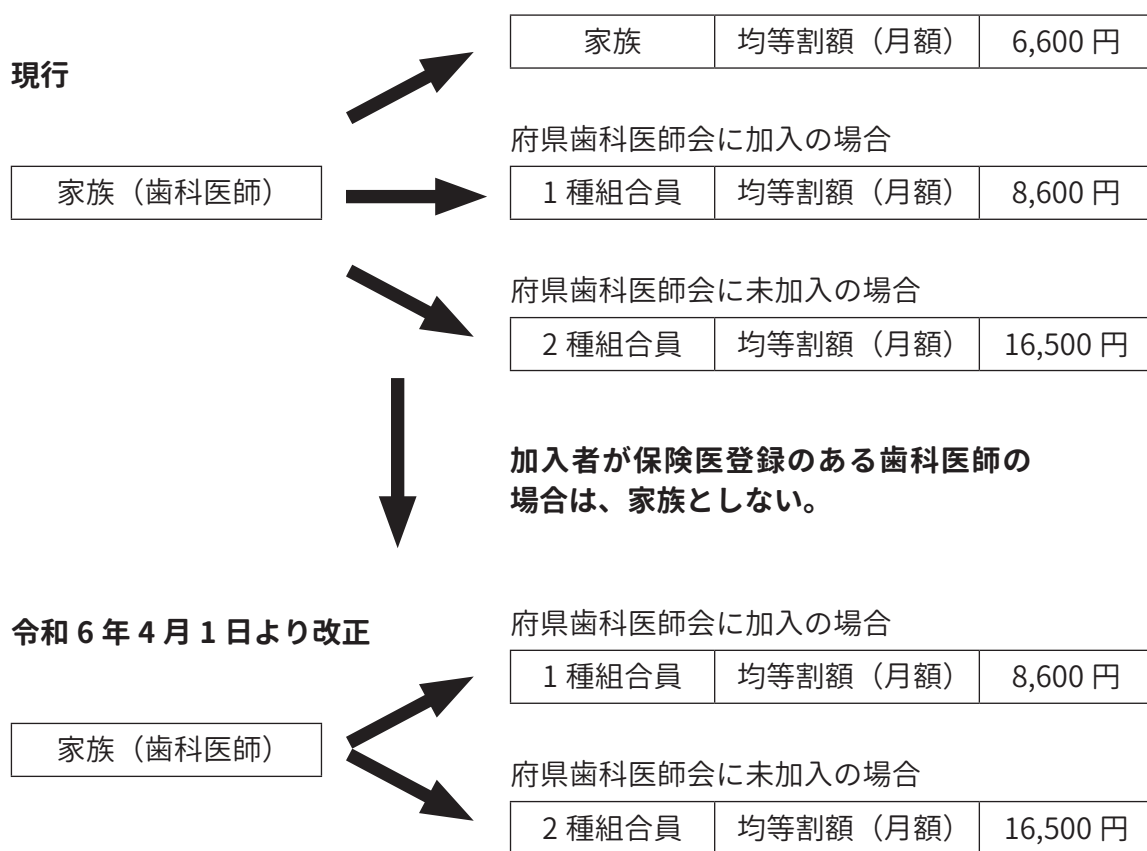 家族 均等割額（月額） 6,600 円
現行
府県歯科医師会に加入の場合
家族（歯科医師） 1 種組合員 均等割額（月額） 8,600 円
府県歯科医師会に未加入の場合
2 種組合員 均等割額（月額） 16,500 円
加入者が保険医登録のある歯科医師の
場合は、家族としない。
令和 6 年 4 月 1 日より改正
府県歯科医師会に加入の場合
1 種組合員 均等割額（月額） 8,600 円
家族（歯科医師）
府県歯科医師会に未加入の場合
2 種組合員 均等割額（月額） 16,500 円